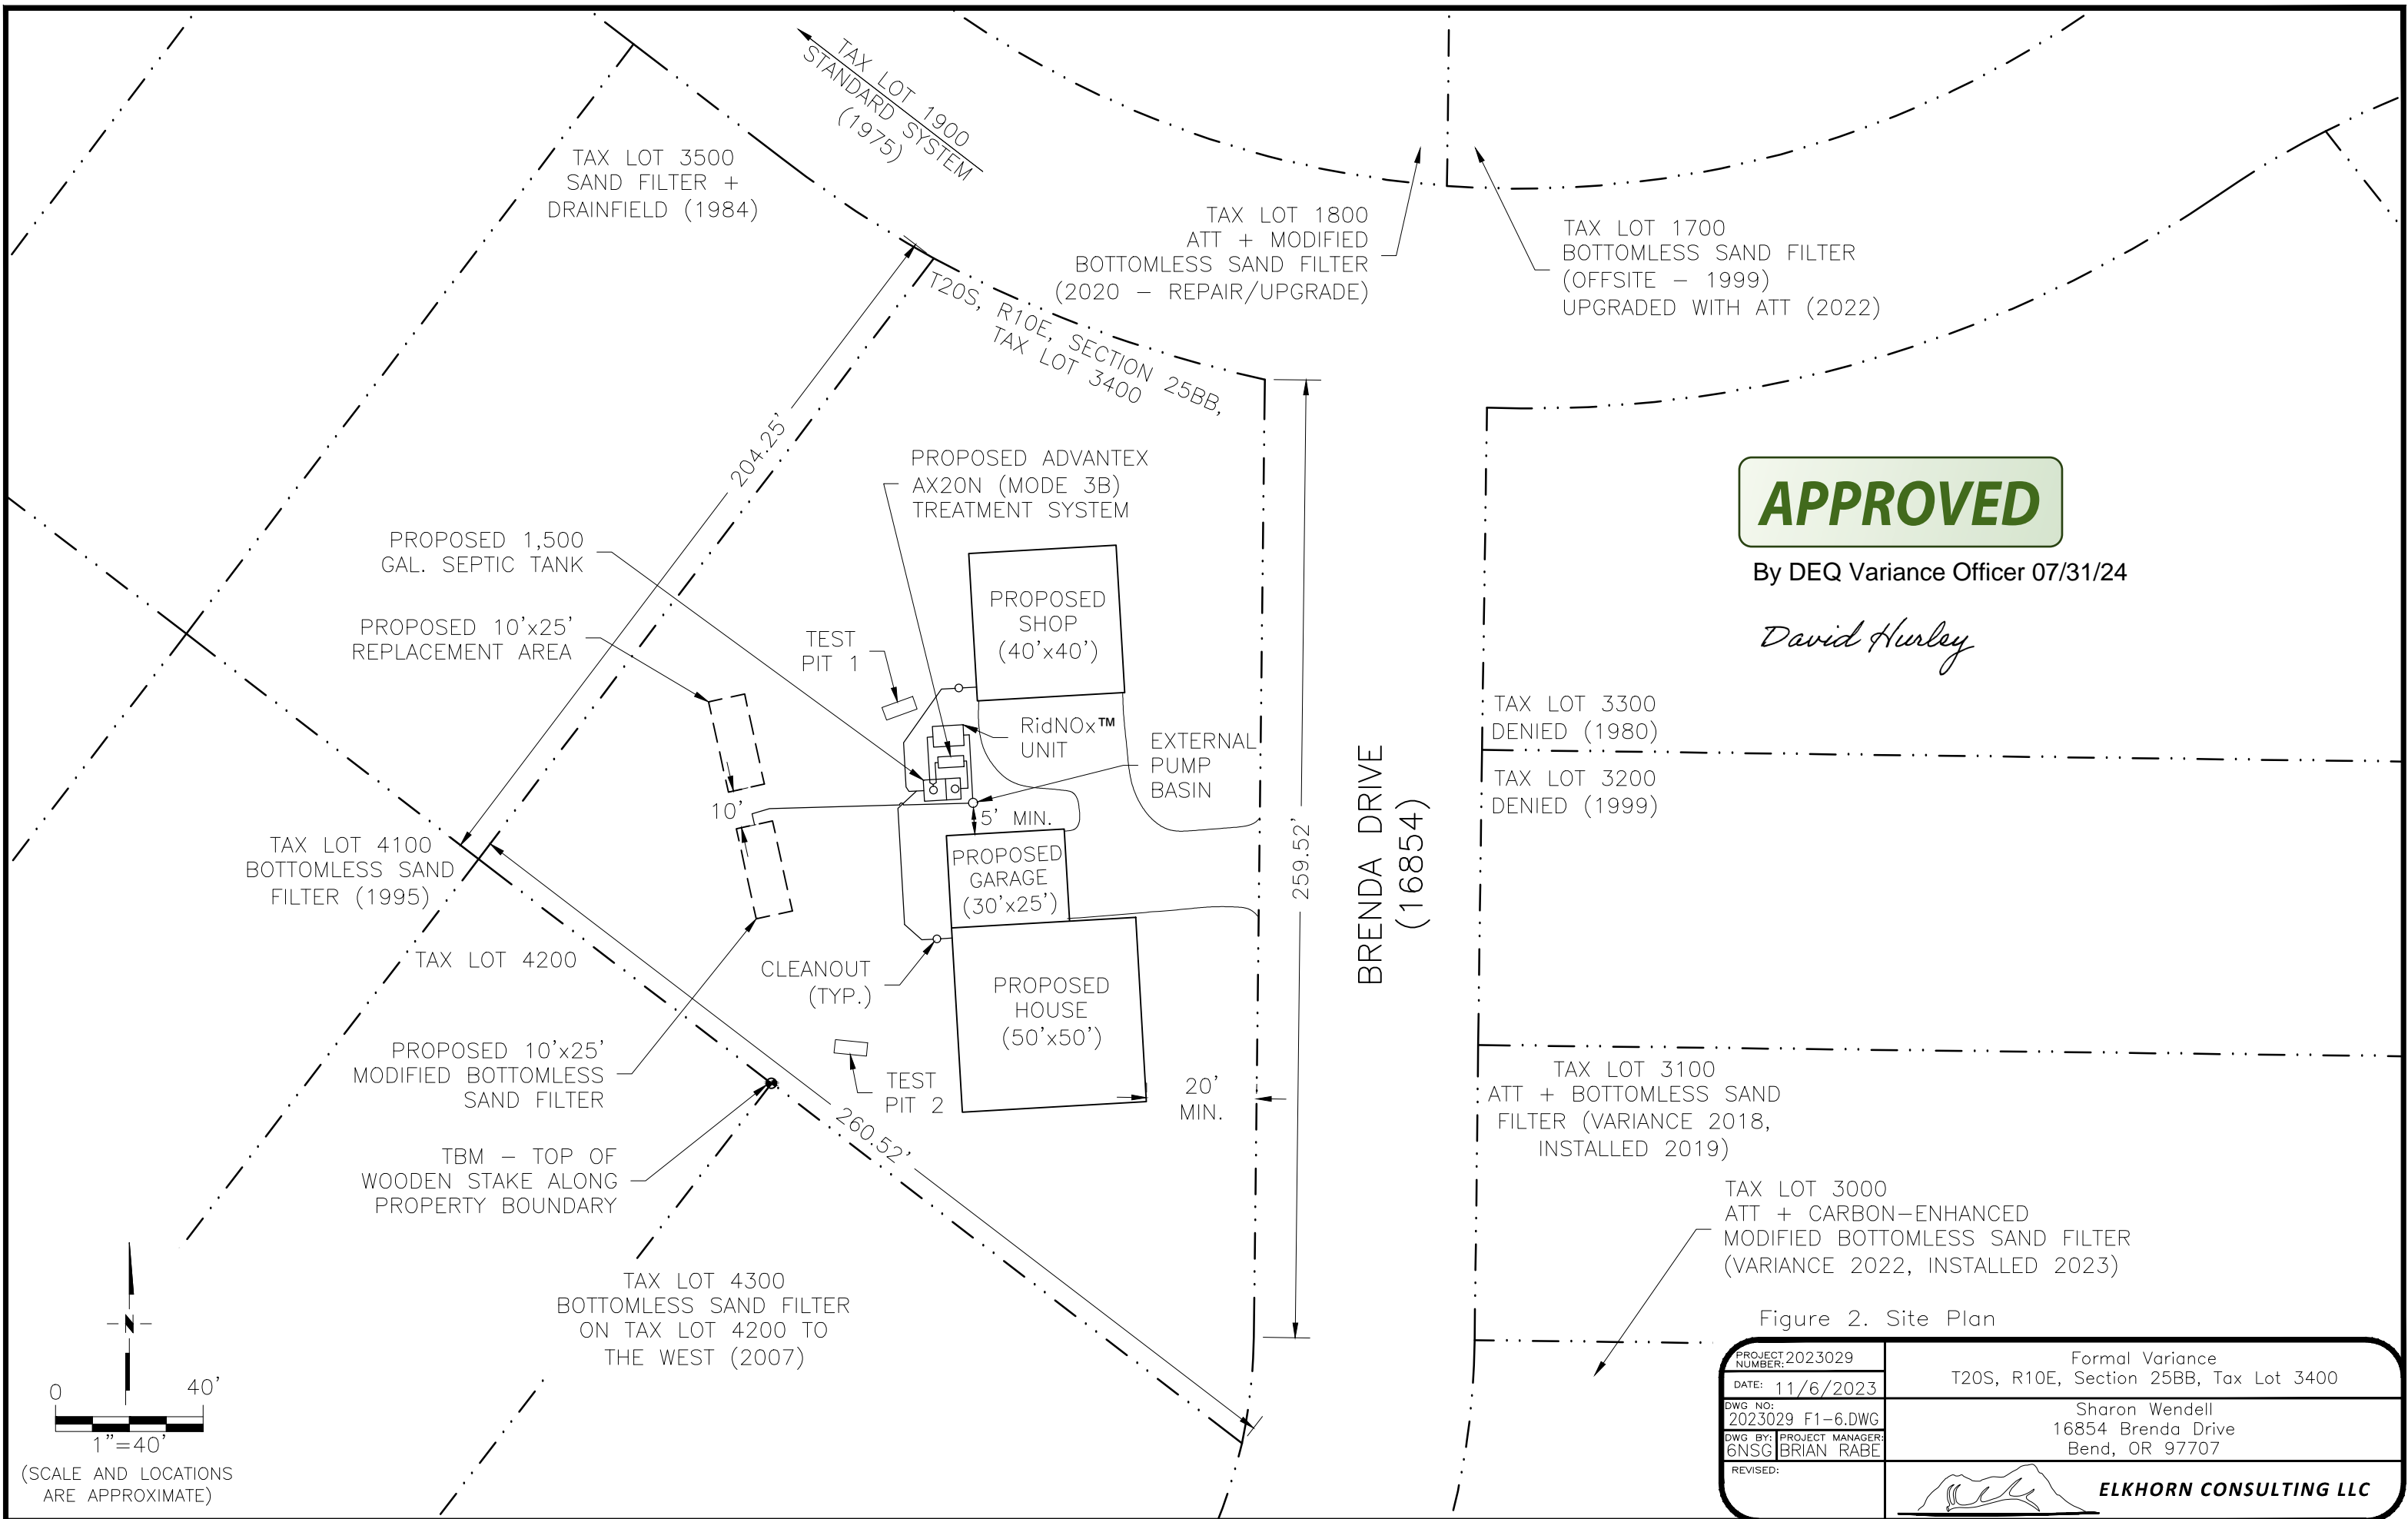 TAX LOT 1900
STANDARD SYSTEM
(1975)
TAX LOT 3500
SAND FILTER +
DRAINFIELD (1984)
TAX LOT 1800
ATT + MODIFIED
BOTTOMLESS SAND FILTER
(2020 – REPAIR/UPGRADE)
TAX LOT 1700
BOTTOMLESS SAND FILTER
(OFFSITE – 1999)
UPGRADED WITH ATT (2022)
T20S, R10E, SECTION 25BB,
TAX LOT 3400
204.25'
PROPOSED ADVANTEX
AX20N (MODE 3B)
TREATMENT SYSTEM
APPROVED
By DEQ Variance Officer 07/31/24
David Hurley
PROPOSED 1,500
GAL. SEPTIC TANK
PROPOSED 10'x25'
REPLACEMENT AREA
TEST
PIT 1
PROPOSED
SHOP
(40'x40')
RidNOx™
UNIT
EXTERNAL
PUMP
BASIN
10'
5' MIN.
TAX LOT 3300
DENIED (1980)
TAX LOT 3200
DENIED (1999)
BRENDA DRIVE
(16854)
259.52'
TAX LOT 4100
BOTTOMLESS SAND
FILTER (1995)
PROPOSED
GARAGE
(30'x25')
TAX LOT 4200
CLEANOUT
(TYP.)
PROPOSED
HOUSE
(50'x50')
PROPOSED 10'x25'
MODIFIED BOTTOMLESS
SAND FILTER
TEST
PIT 2
20'
MIN.
260.52'
TAX LOT 3100
ATT + BOTTOMLESS SAND
FILTER (VARIANCE 2018,
INSTALLED 2019)
TBM – TOP OF
WOODEN STAKE ALONG
PROPERTY BOUNDARY
TAX LOT 3000
ATT + CARBON–ENHANCED
MODIFIED BOTTOMLESS SAND FILTER
(VARIANCE 2022, INSTALLED 2023)
TAX LOT 4300
BOTTOMLESS SAND FILTER
ON TAX LOT 4200 TO
THE WEST (2007)
N
0 40'
1"=40'
(SCALE AND LOCATIONS
ARE APPROXIMATE)
Figure 2. Site Plan
PROJECT
NUMBER: 2023029
DATE: 11/6/2023
DWG NO:
2023029 F1–6.DWG
DWG BY:
6NSG
PROJECT MANAGER:
BRIAN RABE
REVISED:
Formal Variance
T20S, R10E, Section 25BB, Tax Lot 3400
Sharon Wendell
16854 Brenda Drive
Bend, OR 97707
ELKHORN CONSULTING LLC